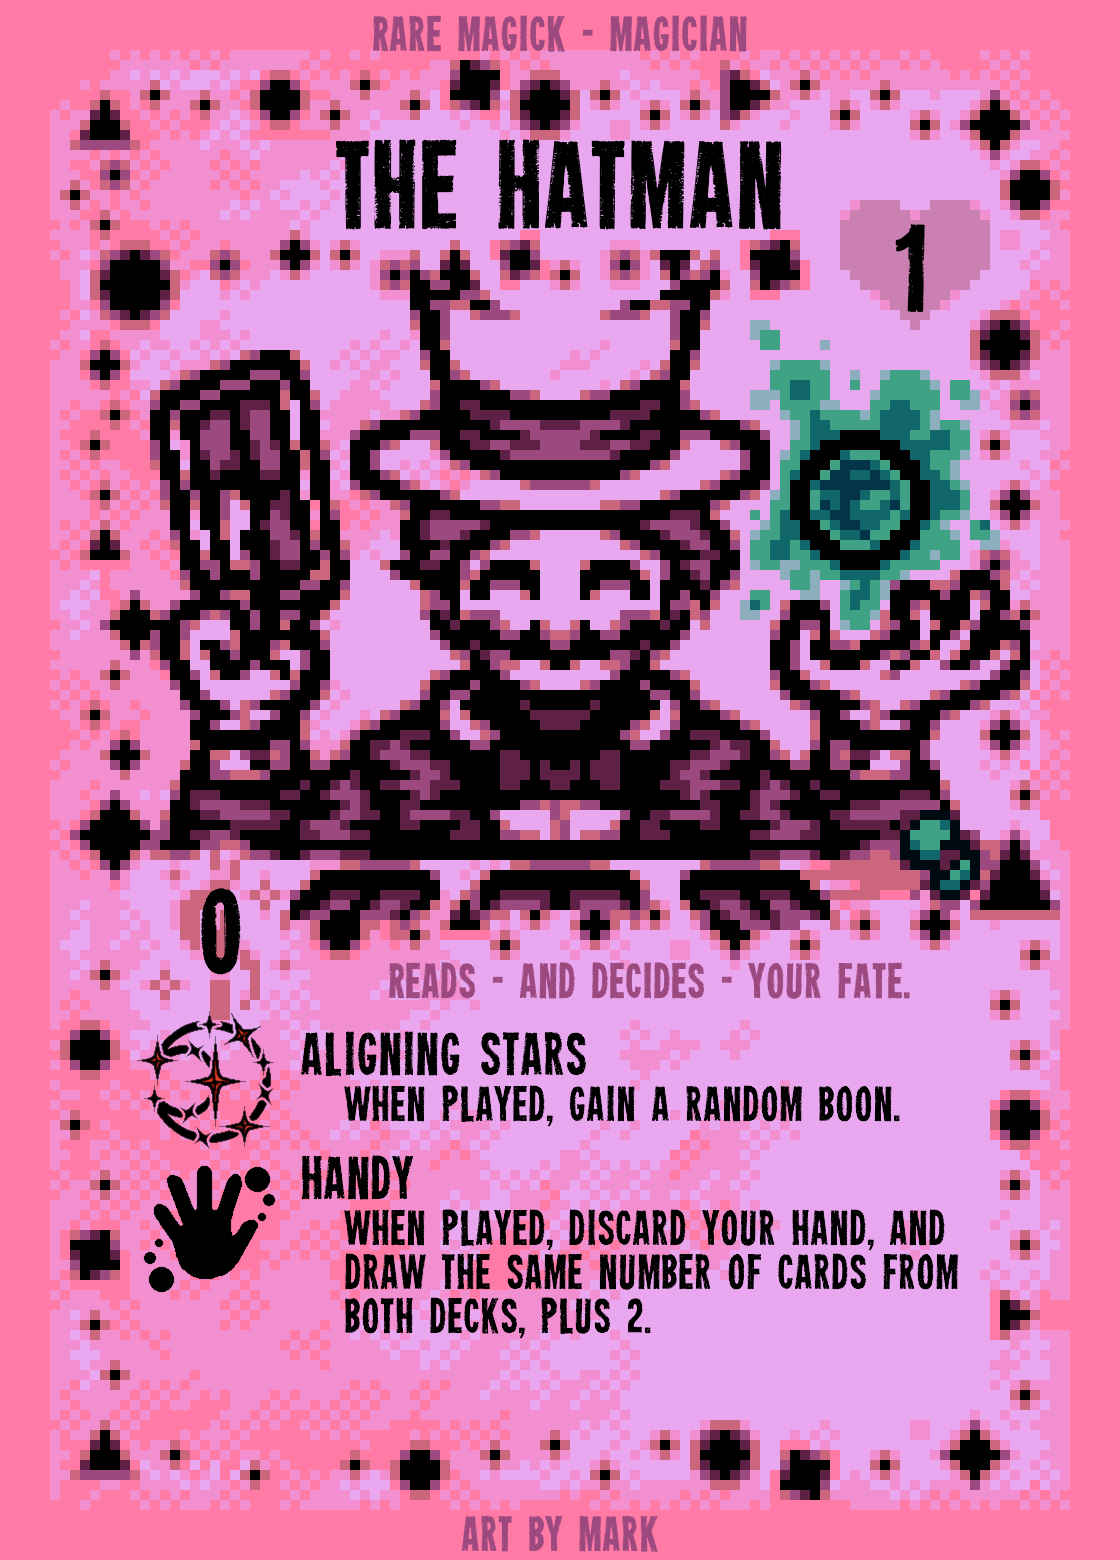 RARE MAGICK - MAGICIAN
THE HATMAN
1
0
READS - AND DECIDES - YOUR FATE.
ALIGNING STARS
WHEN PLAYED, GAIN A RANDOM BOON.
HANDY
WHEN PLAYED, DISCARD YOUR HAND, AND
DRAW THE SAME NUMBER OF CARDS FROM
BOTH DECKS, PLUS 2.
ART BY MARK